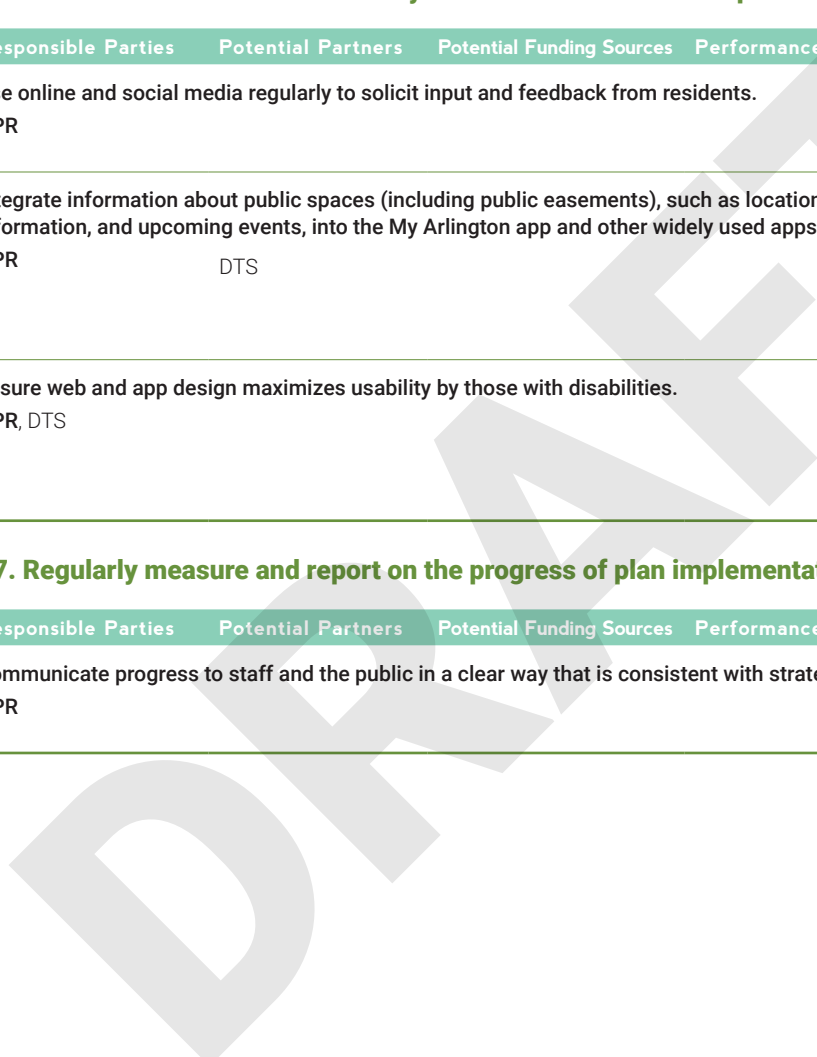 esponsible Parties Potential Partners Potential Funding Sources Performance
e online and social media regularly to solicit input and feedback from residents.
PR
tegrate information about public spaces (including public easements), such as location
formation, and upcoming events, into the My Arlington app and other widely used apps
PR DTS
sure web and app design maximizes usability by those with disabilities.
PR, DTS
7. Regularly measure and report on the progress of plan implementat
esponsible Parties Potential Partners Potential Funding Sources Performance
ommunicate progress to staff and the public in a clear way that is consistent with strate
PR
DRAFT